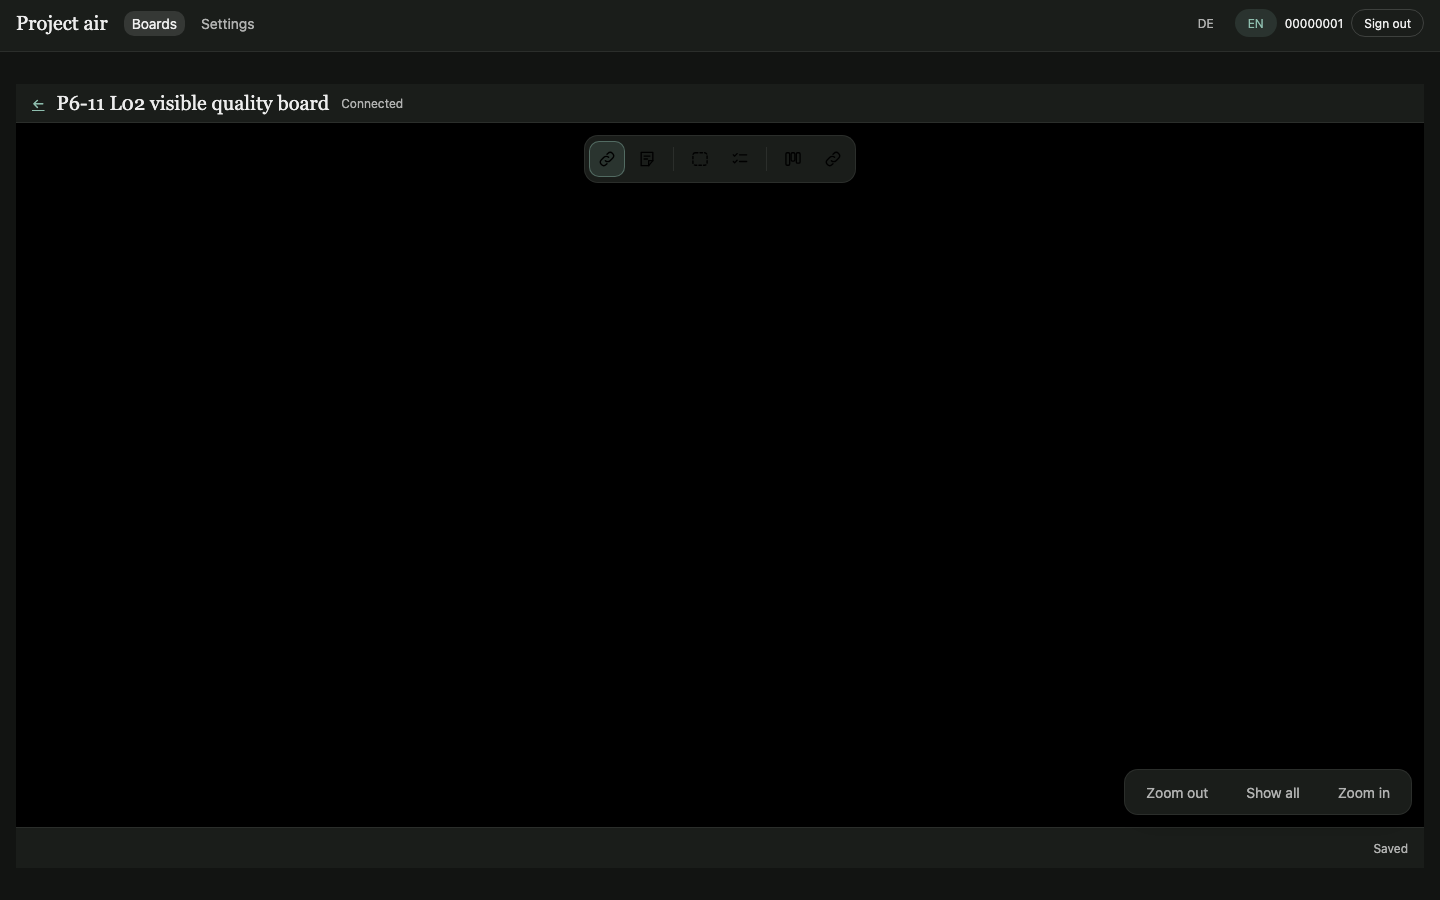 Project air Boards Settings DE EN 00000001 Sign out
← P6-11 L02 visible quality board Connected
Zoom out Show all Zoom in
Saved